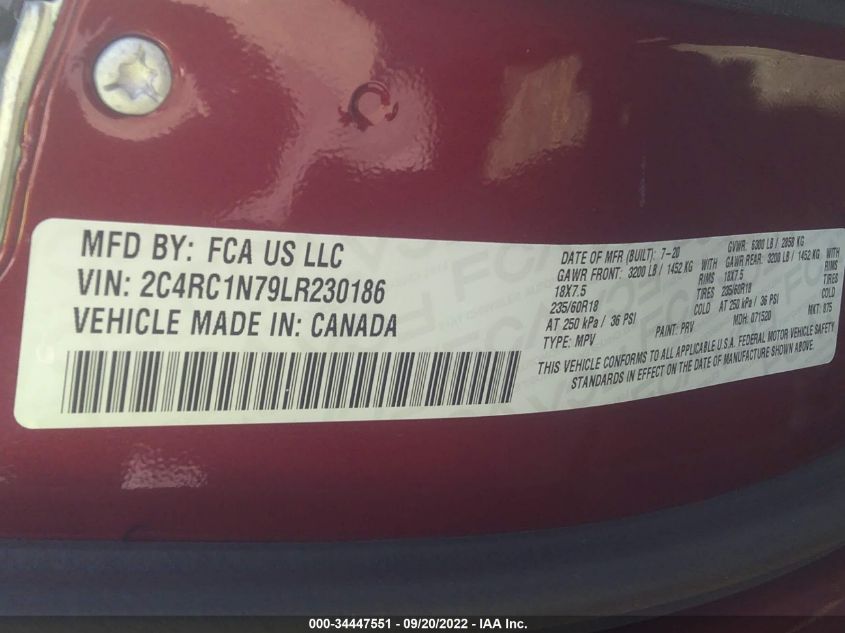 MFD BY: FCA US LLC
VIN: 2C4RC1N79LR230186
VEHICLE MADE IN: CANADA
DATE OF MFR (BUILT): 7-20 GVWR: 6300 LB / 2858 KG
GAWR FRONT: 3200 LB / 1452 KG WITH GAWR REAR: 3200 LB / 1452 KG WITH
18X7.5 RIMS 18X7.5 RIMS
235/60R18 TIRES 235/60R18 TIRES
AT 250 kPa / 36 PSI COLD AT 250 kPa / 36 PSI COLD
TYPE: MPV PAINT: PRV MDH: 071520 MKT: 875
THIS VEHICLE CONFORMS TO ALL APPLICABLE U.S.A. FEDERAL MOTOR VEHICLE SAFETY
STANDARDS IN EFFECT ON THE DATE OF MANUFACTURE SHOWN ABOVE.
000-34447551 - 09/20/2022 - IAA Inc.